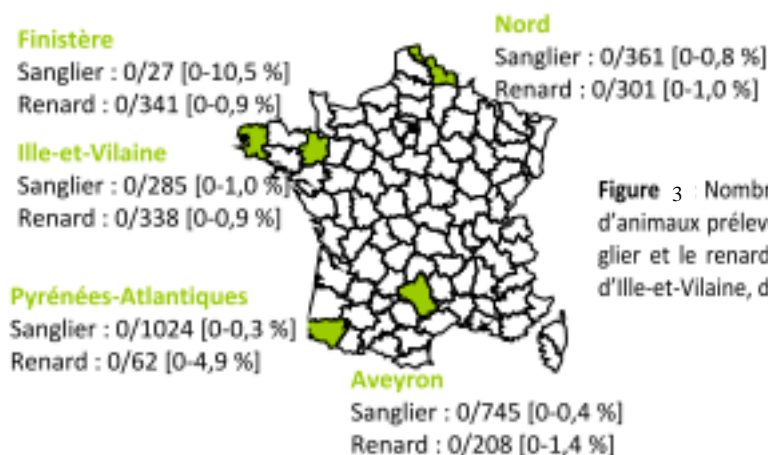 Finistère
Sanglier : 0/27 [0-10,5 %]
Renard : 0/341 [0-0,9 %]
Ille-et-Vilaine
Sanglier : 0/285 [0-1,0 %]
Renard : 0/338 [0-0,9 %]
Pyrénées-Atlantiques
Sanglier : 0/1024 [0-0,3 %]
Renard : 0/62 [0-4,9 %]
Aveyron
Sanglier : 0/745 [0-0,4 %]
Renard : 0/208 [0-1,4 %]
Nord
Sanglier : 0/361 [0-0,8 %]
Renard : 0/301 [0-1,0 %]
Figure 3 : Nombr
d'animaux prélev
glier et le renard
d'Ille-et-Vilaine, d